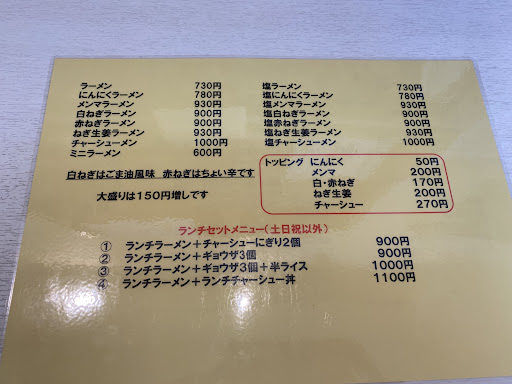 ラーメン 730円
にんにくラーメン 780円
メンマラーメン 930円
白ねぎラーメン 900円
赤ねぎラーメン 900円
ねぎ生姜ラーメン 930円
チャーシューメン 1000円
ミニラーメン 600円
白ねぎはごま油風味 赤ねぎはちょい辛です
大盛りは150円増しです
塩ラーメン 730円
塩にんにくラーメン 780円
塩メンマラーメン 930円
塩白ねぎラーメン 900円
塩赤ねぎラーメン 900円
塩ねぎ生姜ラーメン 930円
塩チャーシューメン 1000円
トッピング にんにく 50円
メンマ 200円
白・赤ねぎ 170円
ねぎ生姜 200円
チャーシュー 270円
ランチセットメニュー(土日祝以外)
① ランチラーメン+チャーシューにぎり2個 900円
② ランチラーメン+ギョウザ3個 900円
③ ランチラーメン+ギョウザ3個+半ライス 1000円
④ ランチラーメン+ランチチャーシュー丼 1100円